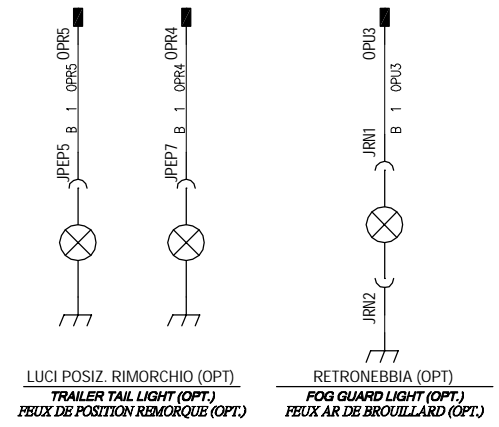 OPR5
OPR5
B 1
JPEP5
OPR4
OPR4
B 1
JPEP7
OPU3
OPU3
B 1
JRN1
JRN2
LUCI POSIZ. RIMORCHIO (OPT)
TRAILER TAIL LIGHT (OPT.)
FEUX DE POSITION REMORQUE (OPT.)
RETRONEBBIA (OPT)
FOG GUARD LIGHT (OPT.)
FEUX AR DE BROUILLARD (OPT.)